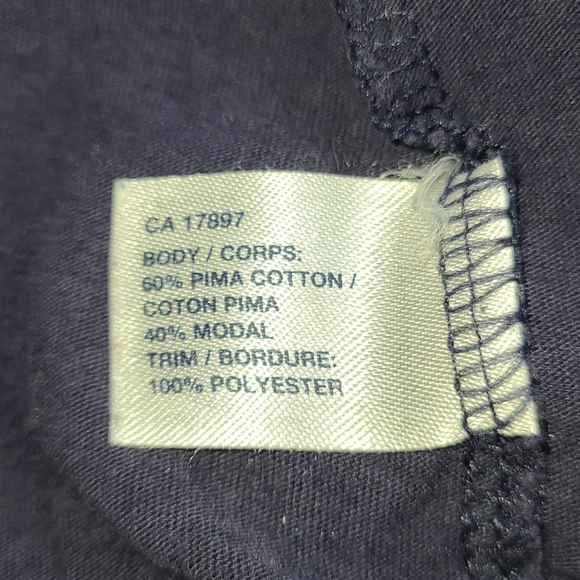 CA 17897
BODY / CORPS:
60% PIMA COTTON /
COTON PIMA
40% MODAL
TRIM / BORDURE:
100% POLYESTER